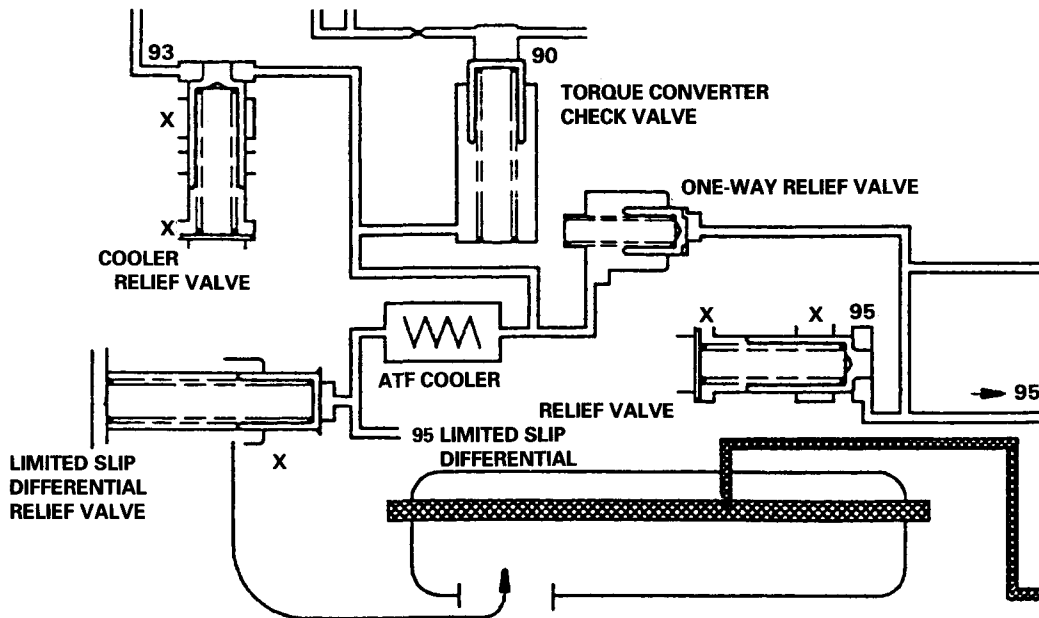 93
90
TORQUE CONVERTER
CHECK VALVE
X
ONE-WAY RELIEF VALVE
X
COOLER
RELIEF VALVE
X
X
95
ATF COOLER
RELIEF VALVE
95
95 LIMITED SLIP
DIFFERENTIAL
X
LIMITED SLIP
DIFFERENTIAL
RELIEF VALVE